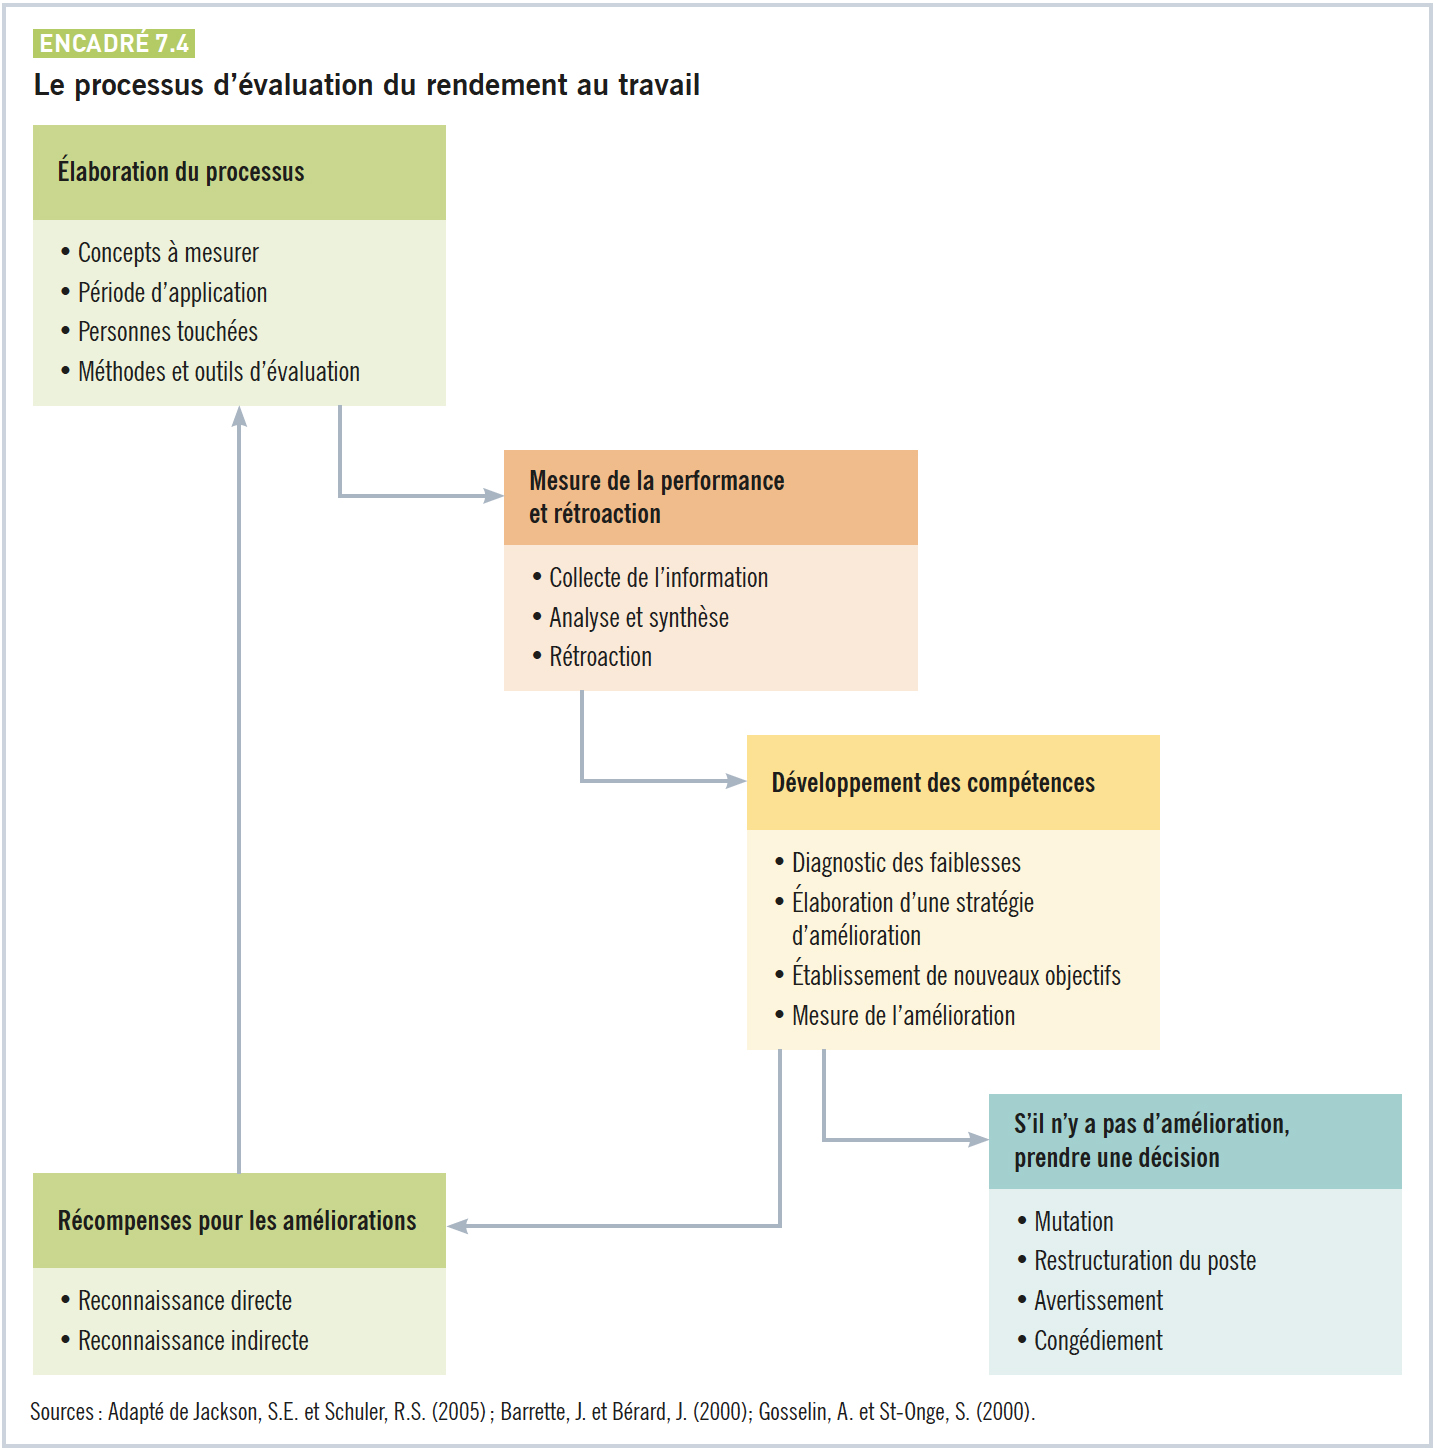 ENCADRÉ 7.4
Le processus d’évaluation du rendement au travail
Élaboration du processus
• Concepts à mesurer
• Période d’application
• Personnes touchées
• Méthodes et outils d’évaluation
Mesure de la performance
et rétroaction
• Collecte de l’information
• Analyse et synthèse
• Rétroaction
Développement des compétences
• Diagnostic des faiblesses
• Élaboration d’une stratégie
d’amélioration
• Établissement de nouveaux objectifs
• Mesure de l’amélioration
S’il n’y a pas d’amélioration,
prendre une décision
• Mutation
• Restructuration du poste
• Avertissement
• Congédiement
Récompenses pour les améliorations
• Reconnaissance directe
• Reconnaissance indirecte
Sources : Adapté de Jackson, S.E. et Schuler, R.S. (2005) ; Barrette, J. et Bérard, J. (2000); Gosselin, A. et St-Onge, S. (2000).